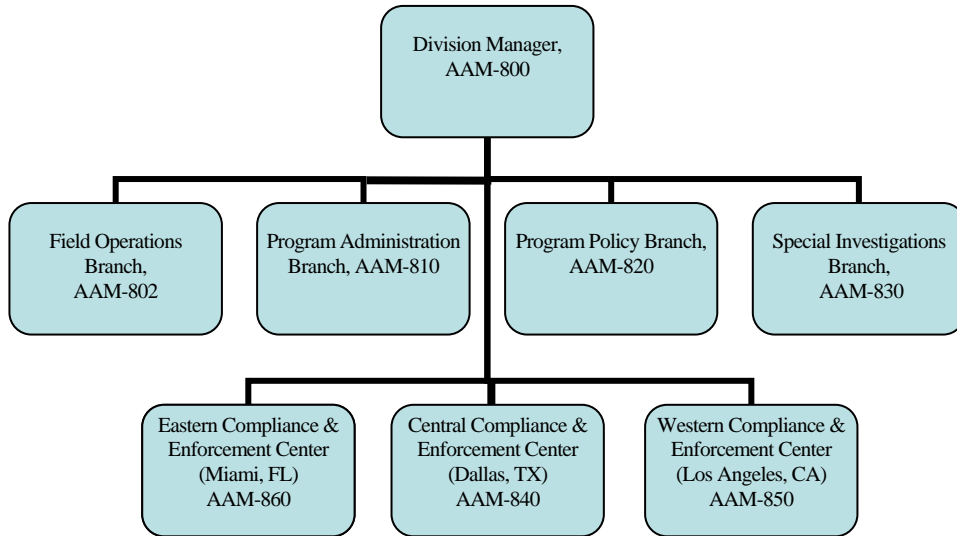 Division Manager,
AAM-800
Field Operations
Branch,
AAM-802
Program Administration
Branch, AAM-810
Program Policy Branch,
AAM-820
Special Investigations
Branch,
AAM-830
Eastern Compliance &
Enforcement Center
(Miami, FL)
AAM-860
Central Compliance &
Enforcement Center
(Dallas, TX)
AAM-840
Western Compliance &
Enforcement Center
(Los Angeles, CA)
AAM-850